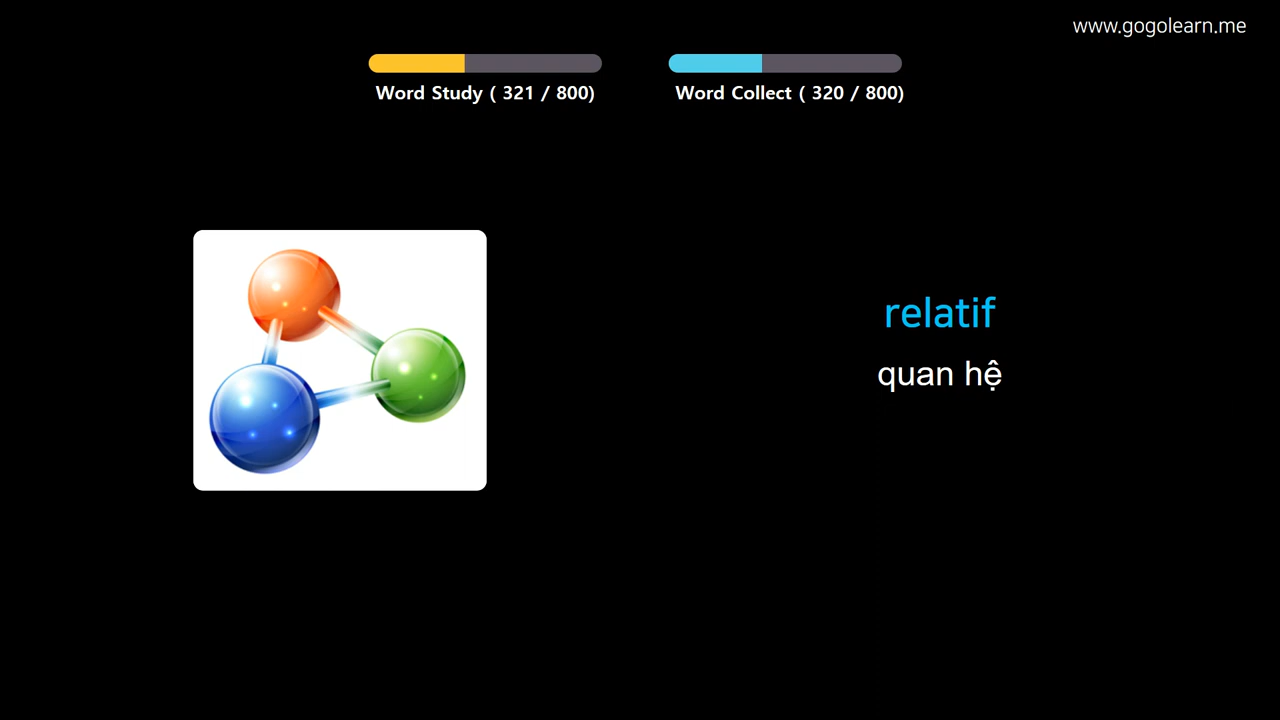 www.gogolearn.me
Word Study ( 321 / 800)
Word Collect ( 320 / 800)
relatif
quan hệ